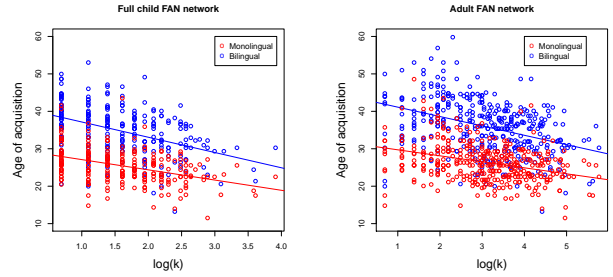 Full child FAN network
Monolingual
Bilingual
Age of acquisition
10 20 30 40 50 60
1.0 1.5 2.0 2.5 3.0 3.5 4.0
log(k)
Adult FAN network
Monolingual
Bilingual
Age of acquisition
10 20 30 40 50 60
1 2 3 4 5
log(k)